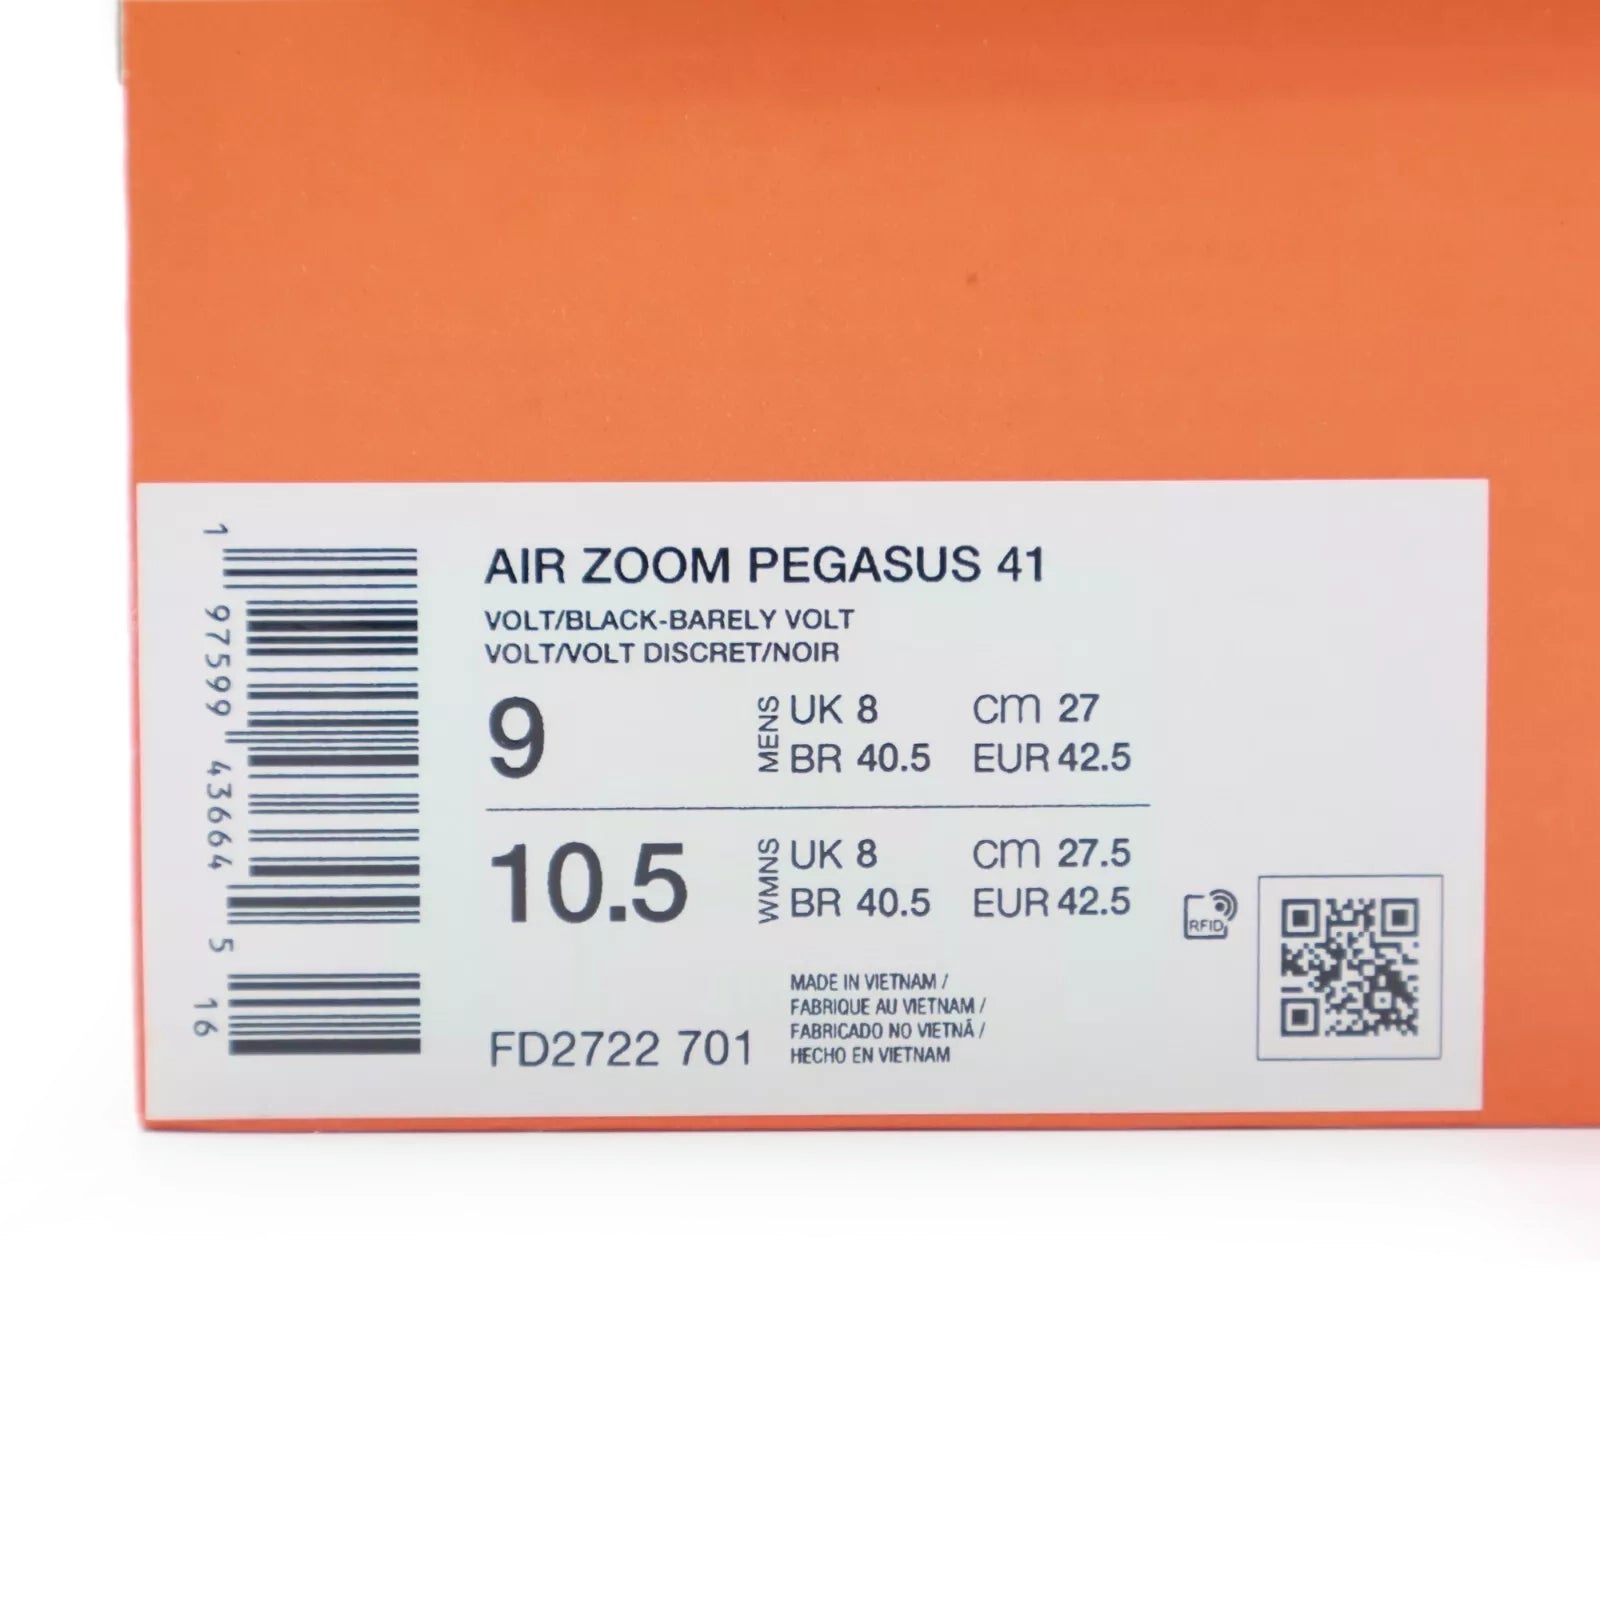 1 97599 43664 5 16
AIR ZOOM PEGASUS 41
VOLT/BLACK-BARELY VOLT
VOLT/VOLT DISCRET/NOIR
9 MENS UK 8 CM 27
BR 40.5 EUR 42.5
10.5 WMNS UK 8 CM 27.5
BR 40.5 EUR 42.5
RFID
FD2722 701
MADE IN VIETNAM /
FABRIQUE AU VIETNAM /
FABRICADO NO VIETNÃ /
HECHO EN VIETNAM